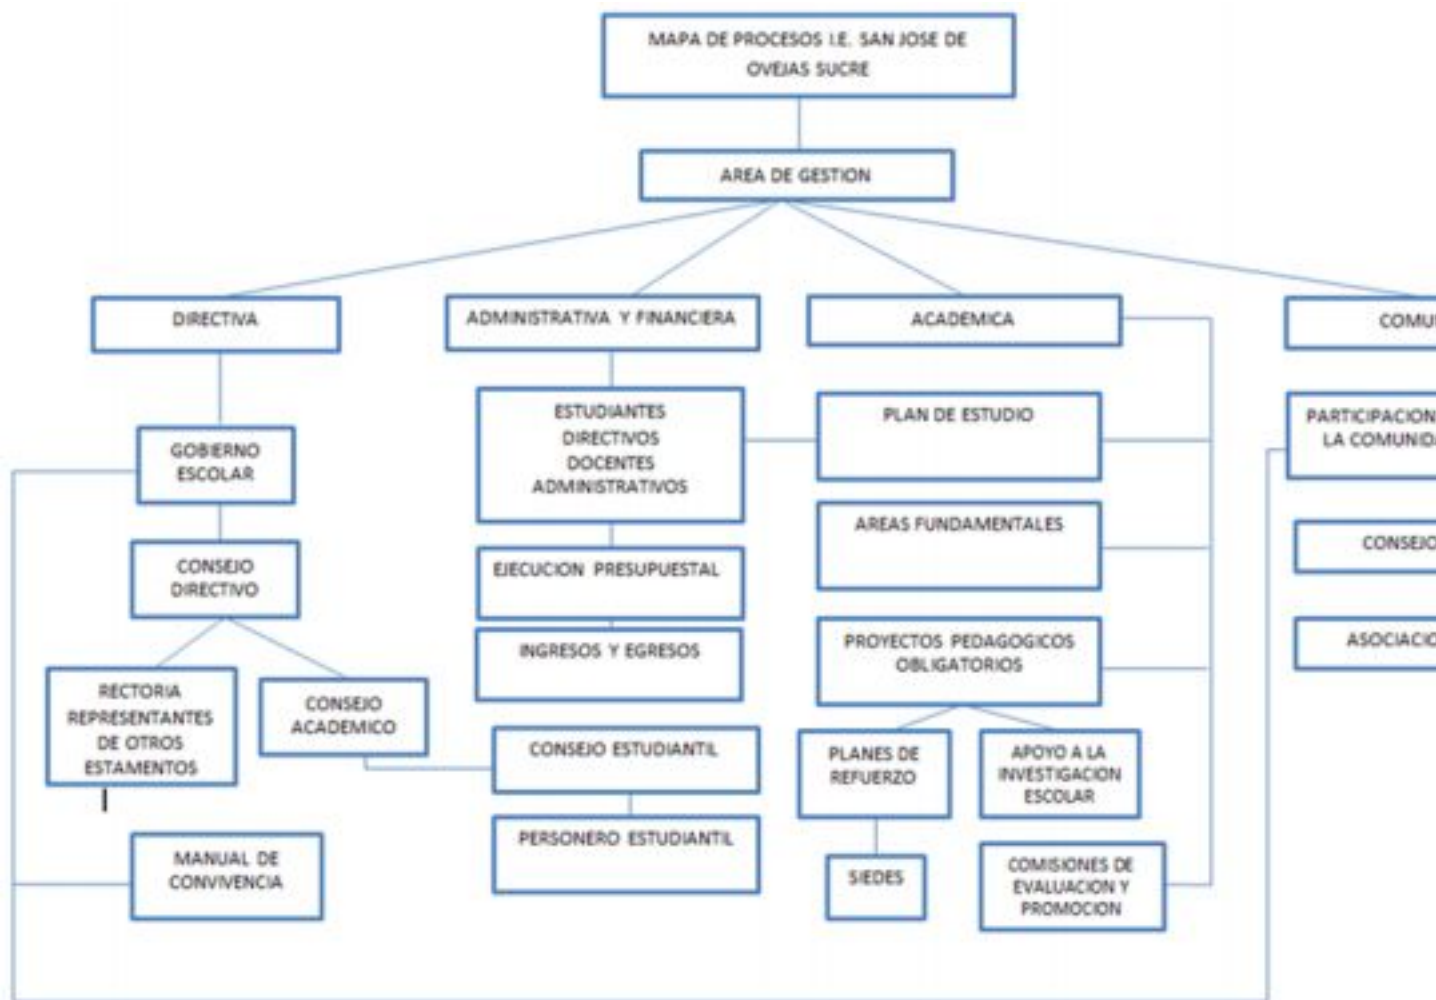 MAPA DE PROCESOS I.E. SAN JOSE DE
OVEJAS SUCRE
AREA DE GESTION
DIRECTIVA
ADMINISTRATIVA Y FINANCIERA
ACADEMICA
GOBIERNO
ESCOLAR
CONSEJO
DIRECTIVO
RECTORIA
REPRESENTANTES
DE OTROS
ESTAMENTOS
CONSEJO
ACADEMICO
MANUAL DE
CONVIVENCIA
ESTUDIANTES
DIRECTIVOS
DOCENTES
ADMINISTRATIVOS
EJECUCION PRESUPUESTAL
INGRESOS Y EGRESOS
CONSEJO ESTUDIANTIL
PERSONERO ESTUDIANTIL
PLAN DE ESTUDIO
AREAS FUNDAMENTALES
PROYECTOS PEDAGOGICOS
OBLIGATORIOS
PLANES DE
REFUERZO
APOYO A LA
INVESTIGACION
ESCOLAR
SIEDES
COMISIONES DE
EVALUACION Y
PROMOCION
PARTICIPACION
LA
CONSEJO